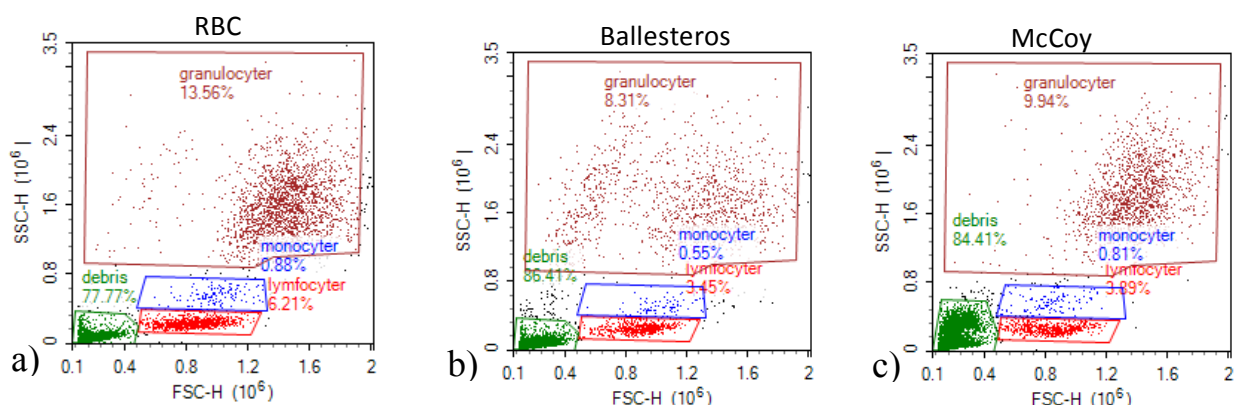 RBC
3.5
2.4
1.6
0.8
0
SSC-H (10⁶ |
granulocyter
13.56%
monocyter
0.88%
debris
77.77%
lymfocyter
6.21%
0.1 0.4 0.8 1.2 1.6 2
FSC-H (10⁶)
a)
Ballesteros
3.5
2.4
1.6
0.8
0
SSC-H (10⁶ |
granulocyter
8.31%
monocyter
0.55%
debris
86.41%
lymfocyter
3.45%
0.1 0.4 0.8 1.2 1.6 2
FSC-H (10⁶)
b)
McCoy
3.5
2.4
1.6
0.8
0
SSC-H (10⁶ |
granulocyter
9.94%
debris
84.41%
monocyter
0.81%
lymfocyter
3.89%
0.1 0.4 0.8 1.2 1.6 2
FSC-H (10⁶)
c)